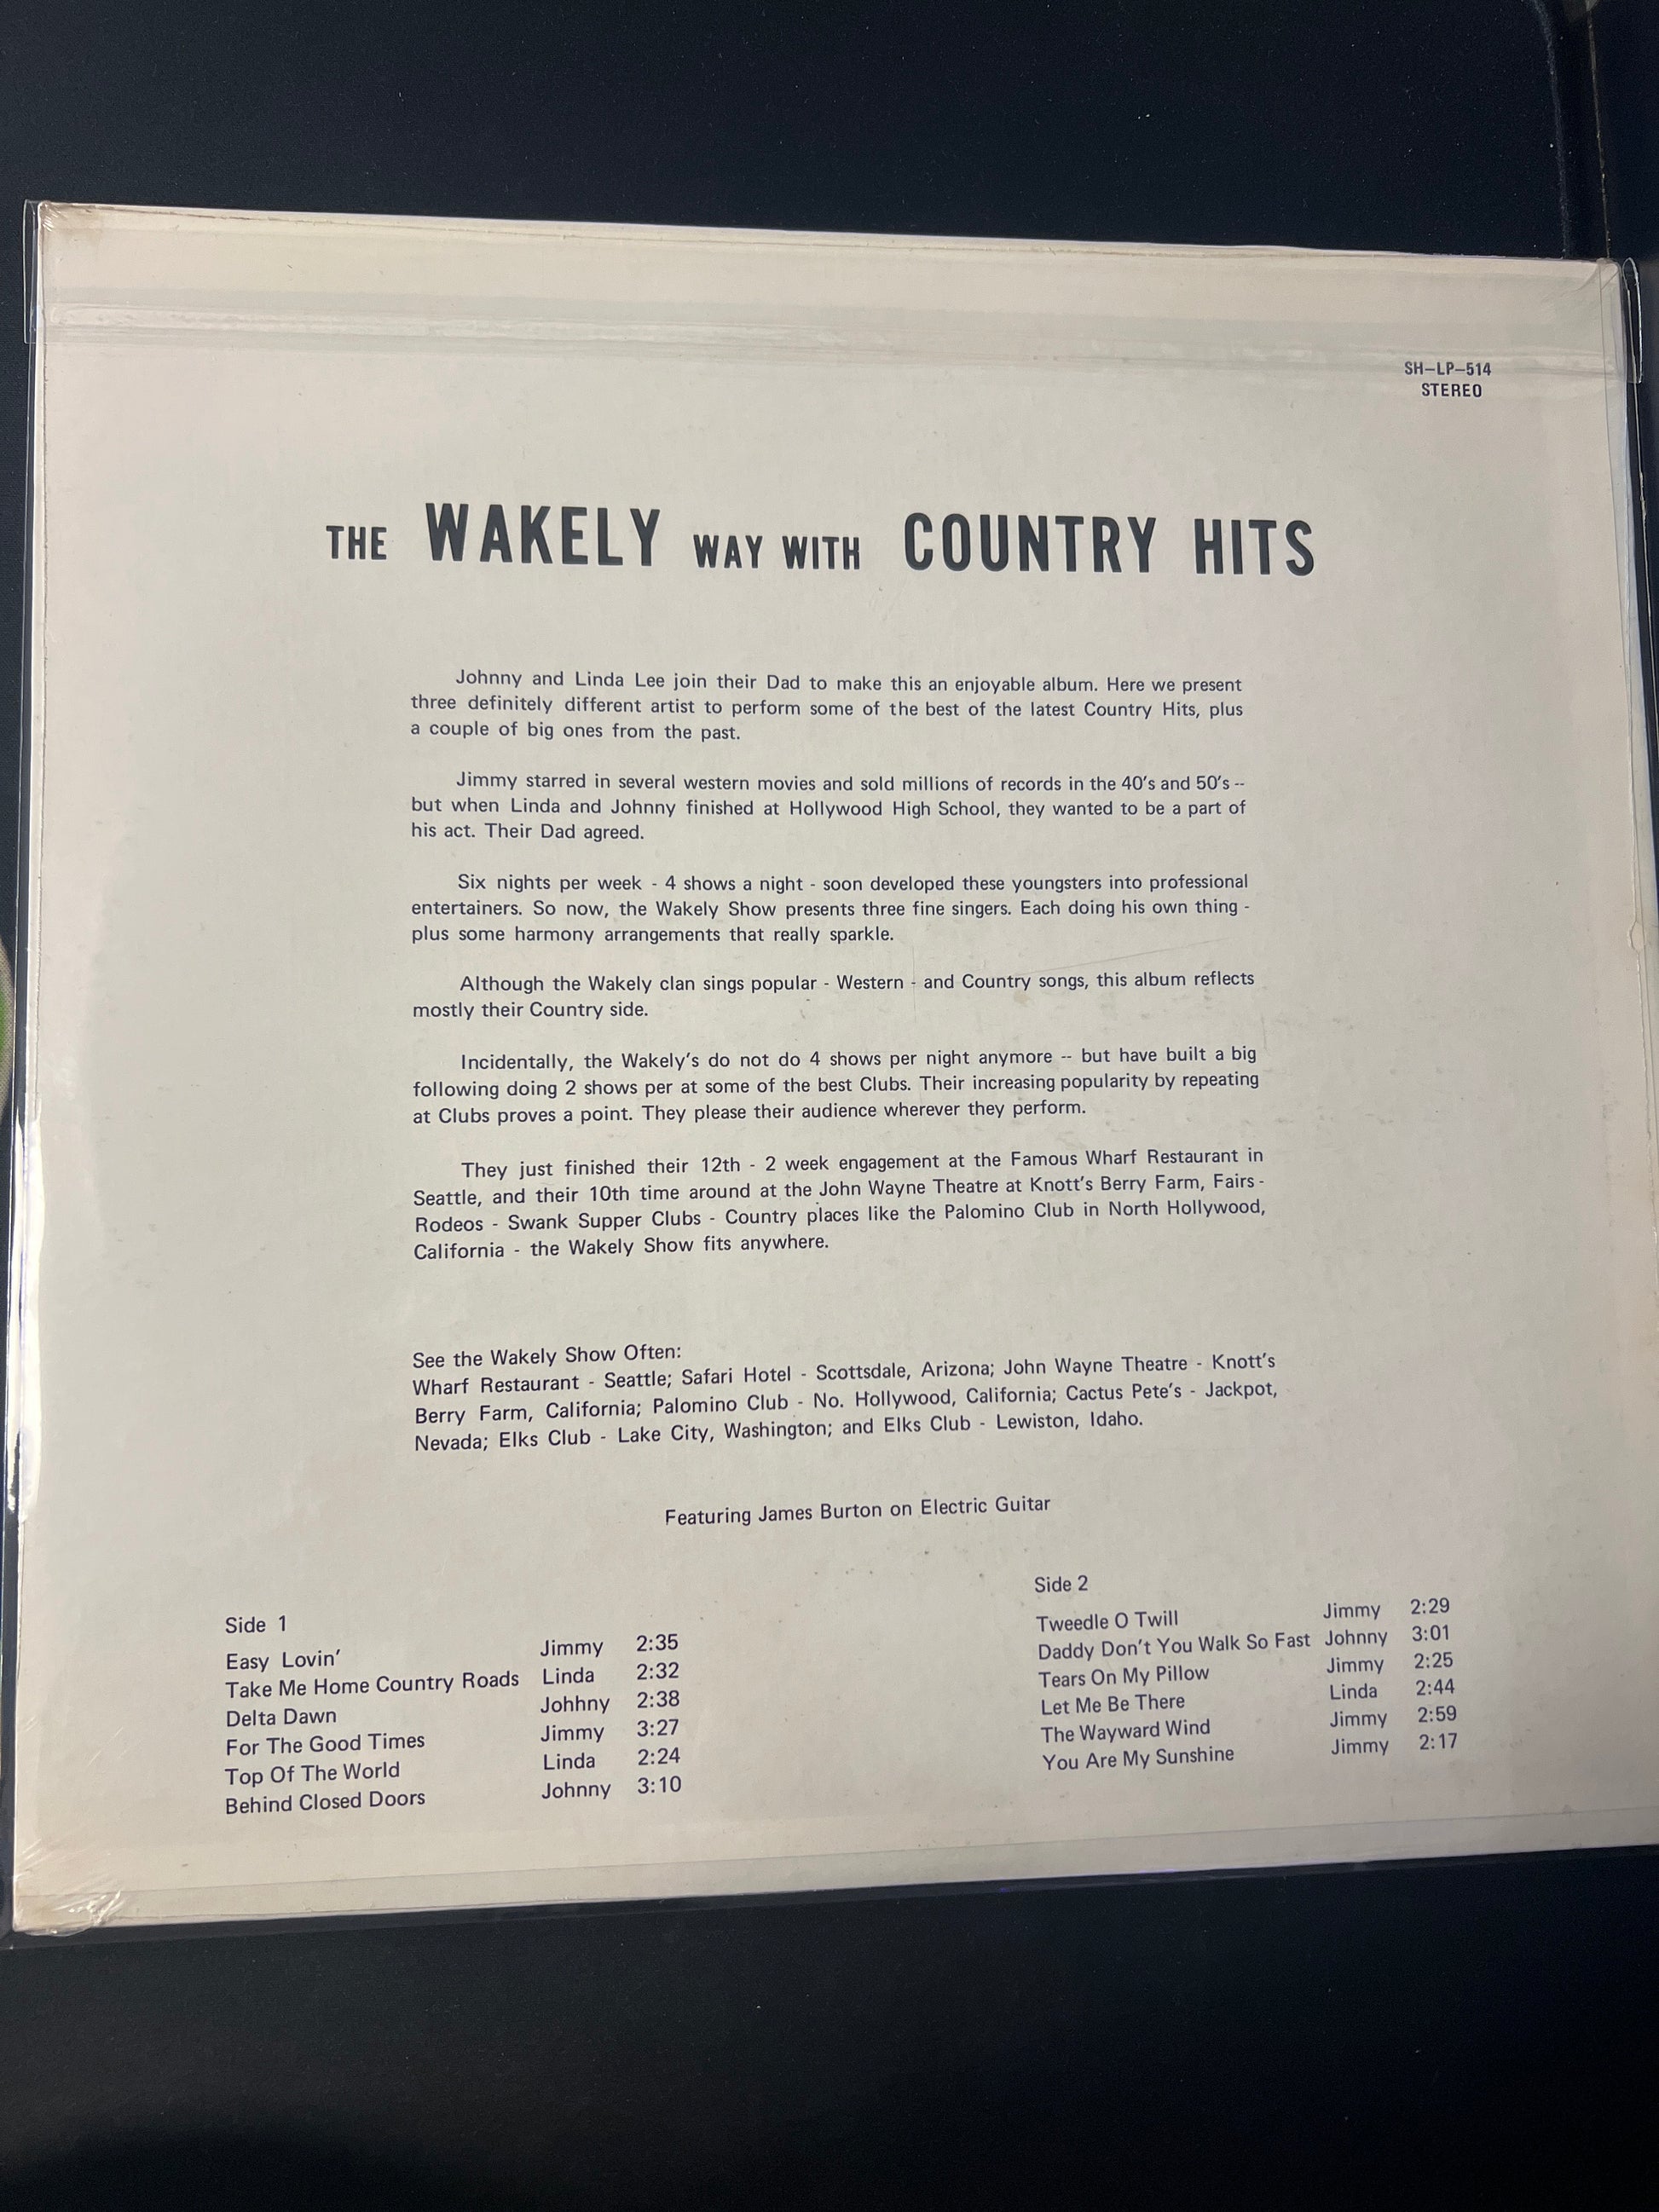 SH-LP-514
STEREO
THE WAKELY WAY WITH COUNTRY HITS
Johnny and Linda Lee join their Dad to make this an enjoyable album. Here we present
three definitely different artist to perform some of the best of the latest Country Hits, plus
a couple of big ones from the past.
Jimmy starred in several western movies and sold millions of records in the 40's and 50's --
but when Linda and Johnny finished at Hollywood High School, they wanted to be a part of
his act. Their Dad agreed.
Six nights per week - 4 shows a night - soon developed these youngsters into professional
entertainers. So now, the Wakely Show presents three fine singers. Each doing his own thing -
plus some harmony arrangements that really sparkle.
Although the Wakely clan sings popular - Western - and Country songs, this album reflects
mostly their Country side.
Incidentally, the Wakely's do not do 4 shows per night anymore -- but have built a big
following doing 2 shows per at some of the best Clubs. Their increasing popularity by repeating
at Clubs proves a point. They please their audience wherever they perform.
They just finished their 12th - 2 week engagement at the Famous Wharf Restaurant in
Seattle, and their 10th time around at the John Wayne Theatre at Knott's Berry Farm, Fairs -
Rodeos - Swank Supper Clubs - Country places like the Palomino Club in North Hollywood,
California - the Wakely Show fits anywhere.
See the Wakely Show Often:
Wharf Restaurant - Seattle; Safari Hotel - Scottsdale, Arizona; John Wayne Theatre - Knott's
Berry Farm, California; Palomino Club - No. Hollywood, California; Cactus Pete's - Jackpot,
Nevada; Elks Club - Lake City, Washington; and Elks Club - Lewiston, Idaho.
Featuring James Burton on Electric Guitar
Side 1
Easy Lovin' Jimmy 2:35
Take Me Home Country Roads Linda 2:32
Delta Dawn Johhny 2:38
For The Good Times Jimmy 3:27
Top Of The World Linda 2:24
Behind Closed Doors Johnny 3:10
Side 2
Tweedle O Twill Jimmy 2:29
Daddy Don't You Walk So Fast Johnny 3:01
Tears On My Pillow Jimmy 2:25
Let Me Be There Linda 2:44
The Wayward Wind Jimmy 2:59
You Are My Sunshine Jimmy 2:17